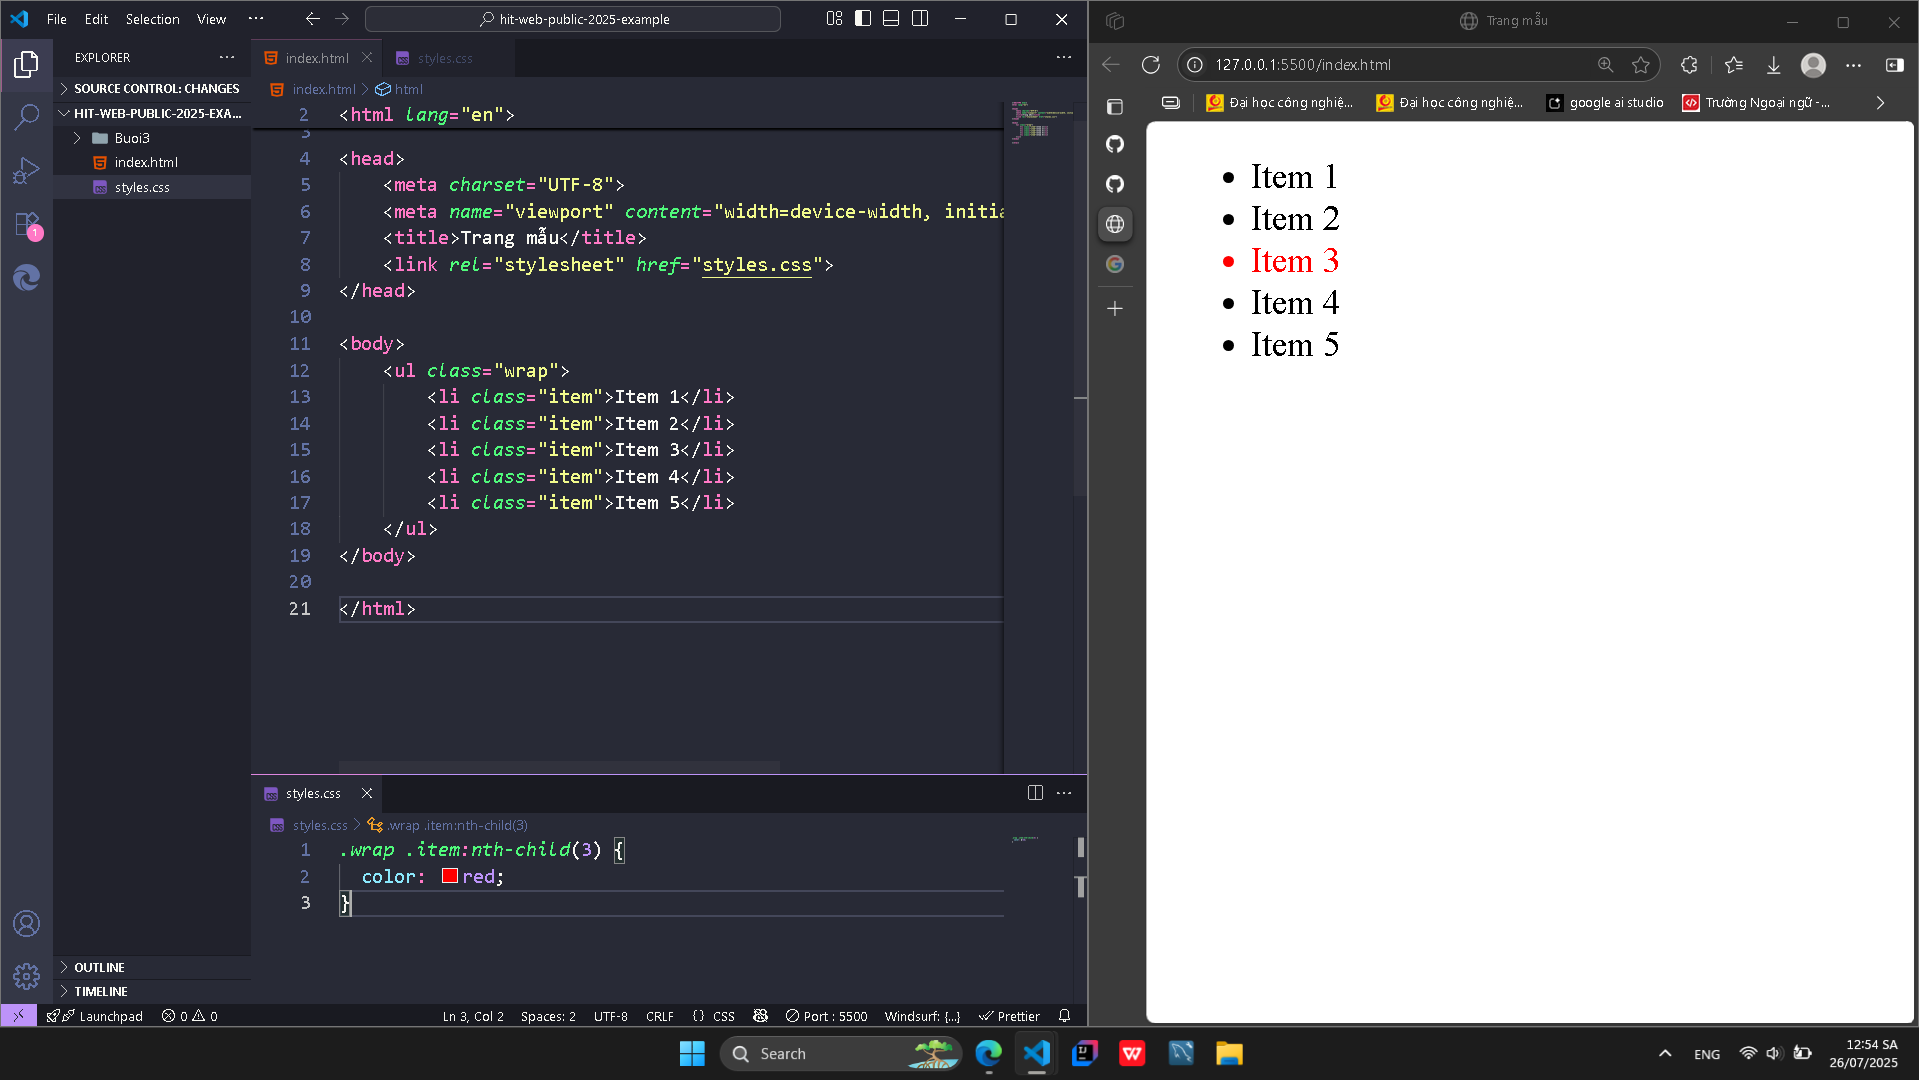 File Edit Selection View ··· hit-web-public-2025-example
EXPLORER
SOURCE CONTROL: CHANGES
HIT-WEB-PUBLIC-2025-EXA...
Buoi3
index.html
styles.css
1
OUTLINE
TIMELINE
index.html styles.css
index.html > html
2 <html lang="en">
3
4 <head>
5 <meta charset="UTF-8">
6 <meta name="viewport" content="width=device-width, initia
7 <title>Trang mẫu</title>
8 <link rel="stylesheet" href="styles.css">
9 </head>
10
11 <body>
12 <ul class="wrap">
13 <li class="item">Item 1</li>
14 <li class="item">Item 2</li>
15 <li class="item">Item 3</li>
16 <li class="item">Item 4</li>
17 <li class="item">Item 5</li>
18 </ul>
19 </body>
20
21 </html>
styles.css
styles.css > .wrap .item:nth-child(3)
1 .wrap .item:nth-child(3) {
2 color: red;
3 }
Launchpad 0 0 Ln 3, Col 2 Spaces: 2 UTF-8 CRLF {} CSS Port : 5500 Windsurf: {...} Prettier
Trang mẫu
127.0.0.1:5500/index.html
Đại học công nghiệ... Đại học công nghiệ... google ai studio Trường Ngoại ngữ -...
Item 1
Item 2
Item 3
Item 4
Item 5
Search
ENG
12:54 SA
26/07/2025